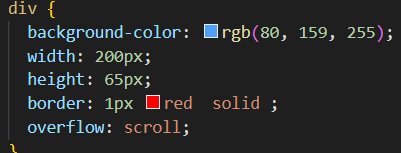 div {
background-color: rgb(80, 159, 255);
width: 200px;
height: 65px;
border: 1px red  solid ;
overflow: scroll;
}